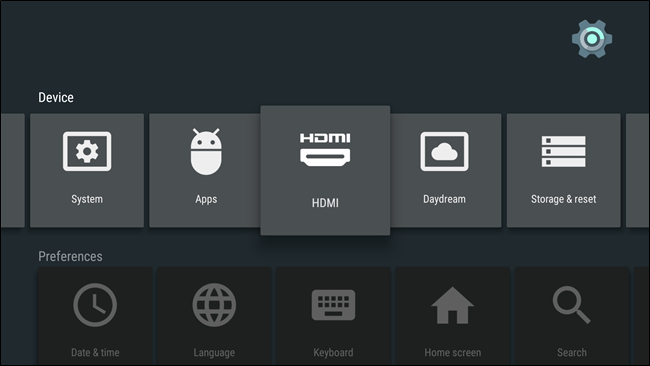 Device
HDMI
System
Apps
HDMI
Daydream
Storage & reset
Preferences
Date & time
Language
Keyboard
Home screen
Search